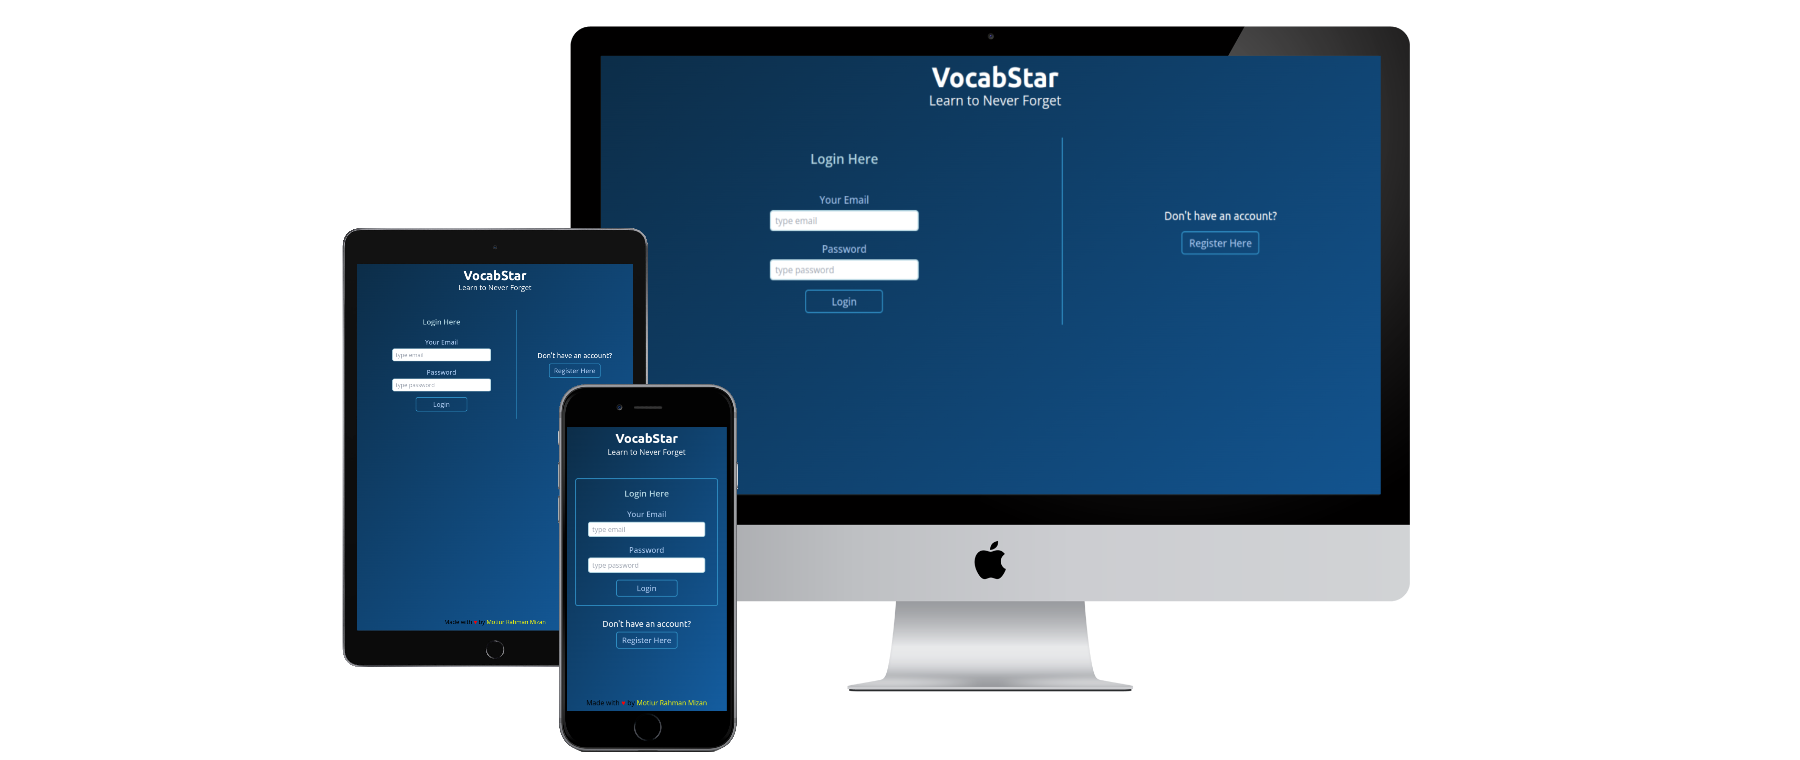 VocabStar
Learn to Never Forget
Login Here
Your Email
type email
Password
type password
Login
Don't have an account?
Register Here
VocabStar
Learn to Never Forget
Login Here
Your Email
type email
Password
type password
Login
Don't have an account?
Register Here
Made with by Motiur Rahman Mizan
VocabStar
Learn to Never Forget
Login Here
Your Email
type email
Password
type password
Login
Don't have an account?
Register Here
Made with ♥ by Motiur Rahman Mizan